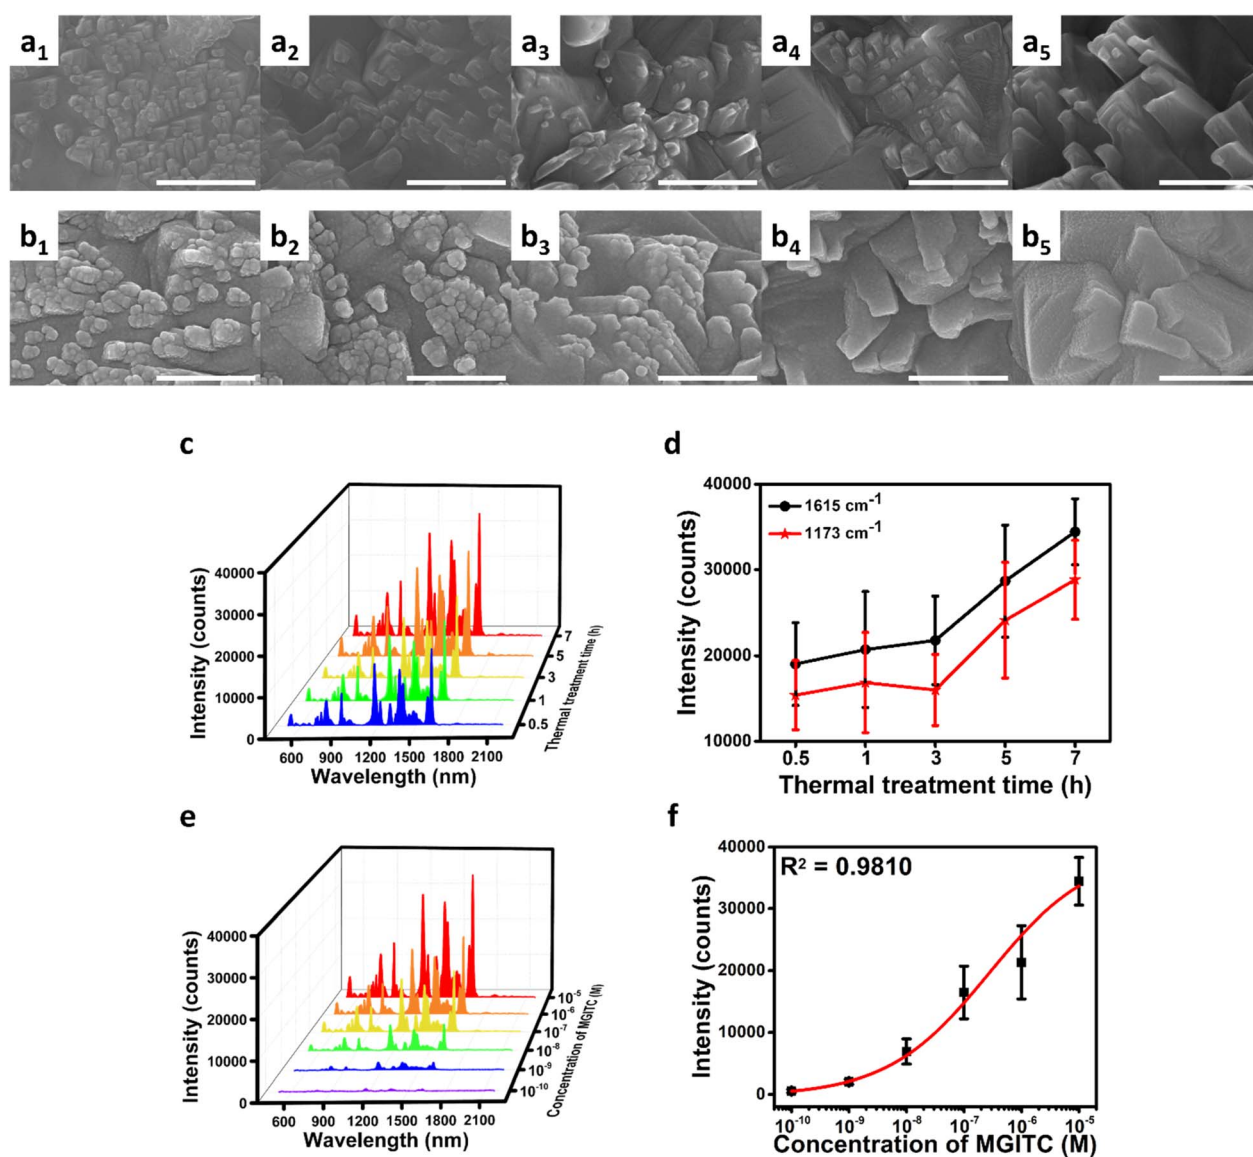 a₁ a₂ a₃ a₄ a₅
b₁ b₂ b₃ b₄ b₅
c
Intensity (counts)
40000
30000
20000
10000
0
600 900 1200 1500 1800 2100
Wavelength (nm)
7
5
3
1
0.5
Thermal treatment time (h)
d
Intensity (counts)
40000
30000
20000
10000
1615 cm⁻¹
1173 cm⁻¹
0.5 1 3 5 7
Thermal treatment time (h)
e
Intensity (counts)
40000
30000
20000
10000
0
600 900 1200 1500 1800 2100
Wavelength (nm)
10⁻⁵
10⁻⁶
10⁻⁷
10⁻⁸
10⁻⁹
10⁻¹⁰
Concentration of MGITC (M)
f
R² = 0.9810
Intensity (counts)
40000
30000
20000
10000
0
10⁻¹⁰ 10⁻⁹ 10⁻⁸ 10⁻⁷ 10⁻⁶ 10⁻⁵
Concentration of MGITC (M)